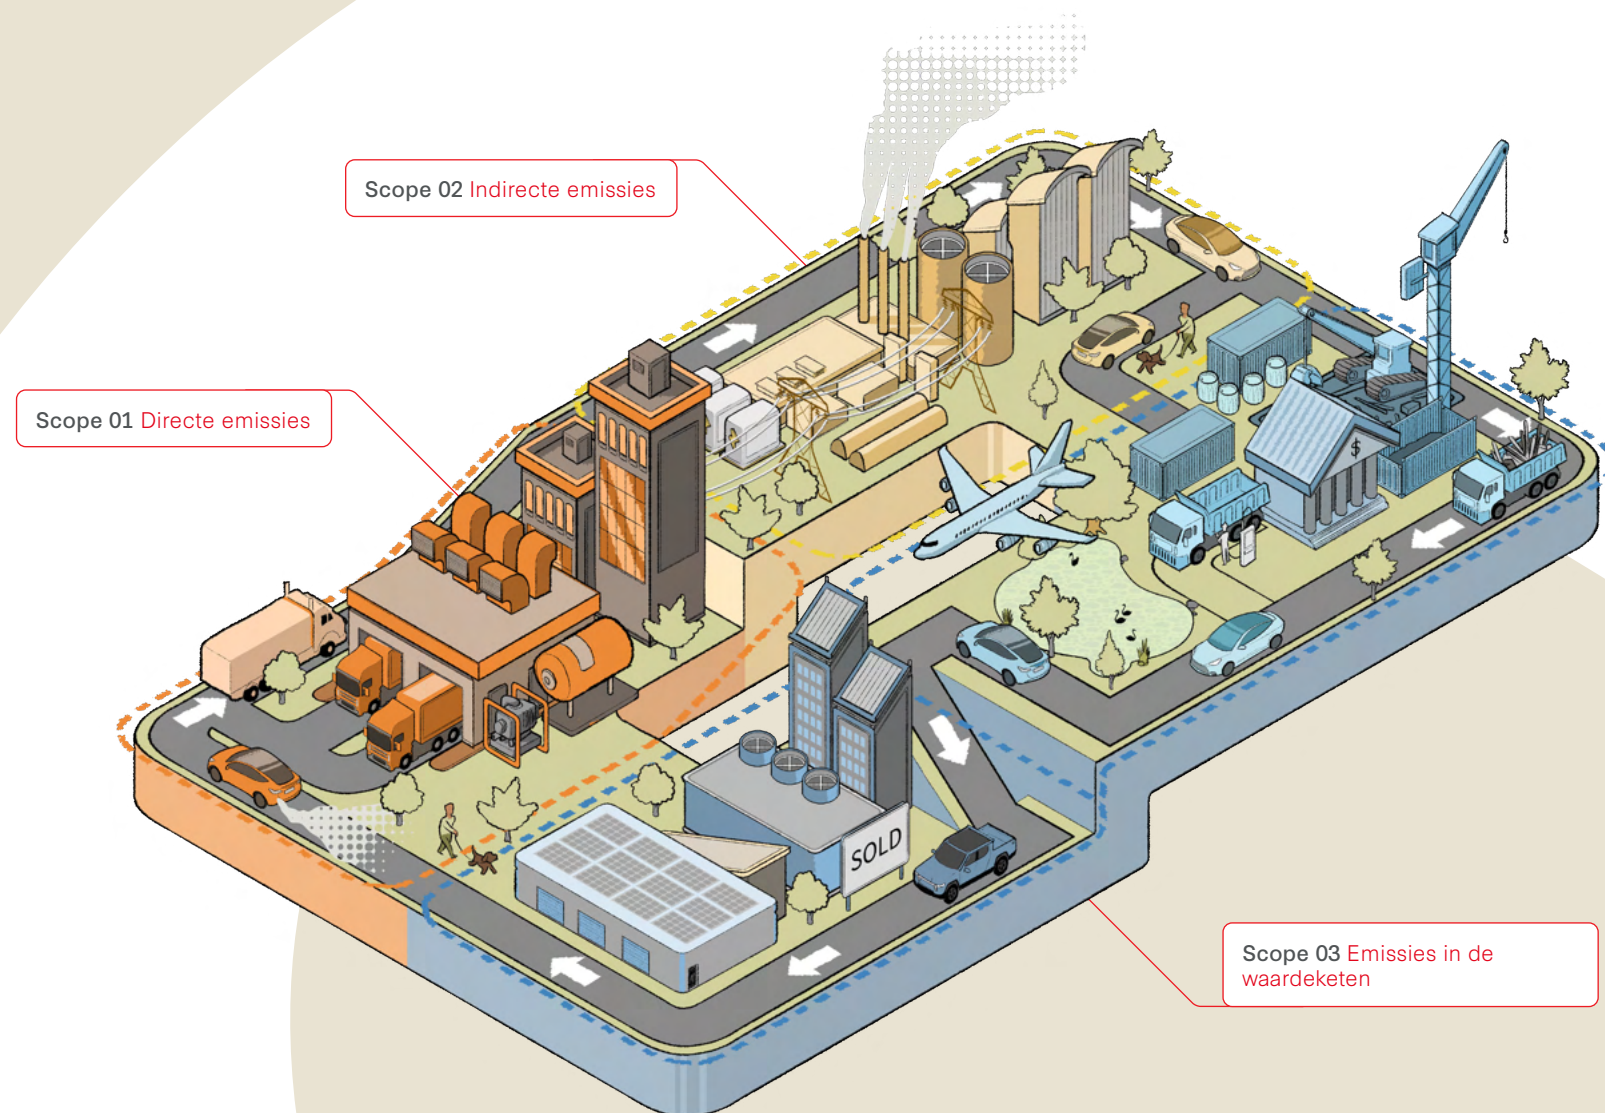 Scope 02 Indirecte emissies
Scope 01 Directe emissies
$
SOLD
Scope 03 Emissies in de
waardeketen